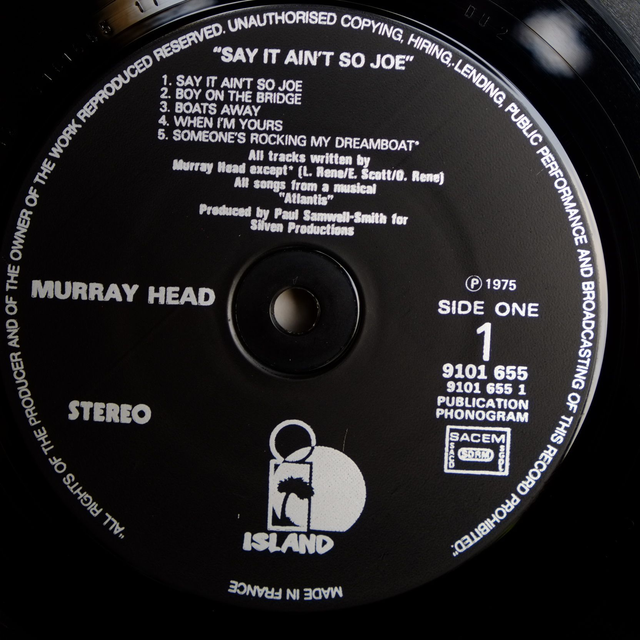 "ALL RIGHTS OF THE PRODUCER AND OF THE OWNER OF THE WORK REPRODUCED RESERVED. UNAUTHORISED COPYING, HIRING, LENDING, PUBLIC PERFORMANCE AND BROADCASTING OF THIS RECORD PROHIBITED".
"SAY IT AIN'T SO JOE"
1. SAY IT AIN'T SO JOE
2. BOY ON THE BRIDGE
3. BOATS AWAY
4. WHEN I'M YOURS
5. SOMEONE'S ROCKING MY DREAMBOAT*
All tracks written by
Murray Head except* (L. Rene/E. Scott/O. Rene)
All songs from a musical
"Atlantis"
Produced by Paul Samwell-Smith for
Silven Productions
MURRAY HEAD
STEREO
Ⓟ 1975
SIDE ONE
1
9101 655
9101 655 1
PUBLICATION
PHONOGRAM
SACEM
SACD
SDRM
ISLAND
MADE IN FRANCE